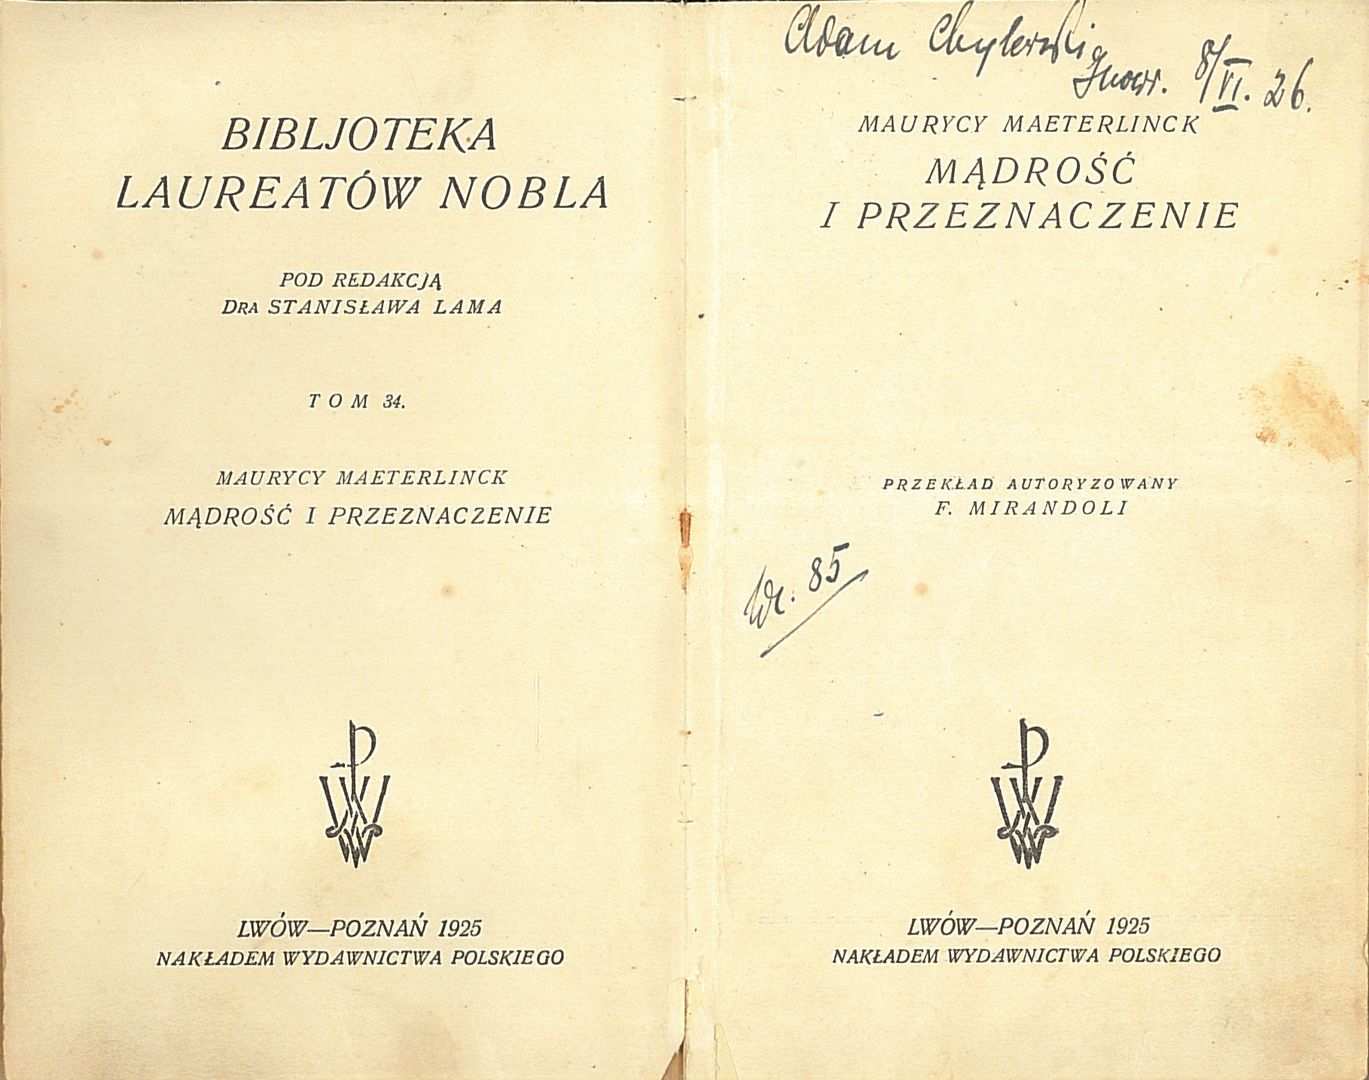 BIBLJOTEKA
LAUREATÓW NOBLA
POD REDAKCJĄ
DRA STANISŁAWA LAMA
TOM 34.
MAURYCY MAETERLINCK
MĄDROŚĆ I PRZEZNACZENIE
LWÓW—POZNAŃ 1925
NAKŁADEM WYDAWNICTWA POLSKIEGO
Adam
8/VI. 26.
MAURYCY MAETERLINCK
MĄDROŚĆ
I PRZEZNACZENIE
PRZEKŁAD AUTORYZOWANY
F. MIRANDOLI
85
LWÓW—POZNAŃ 1925
NAKŁADEM WYDAWNICTWA POLSKIEGO